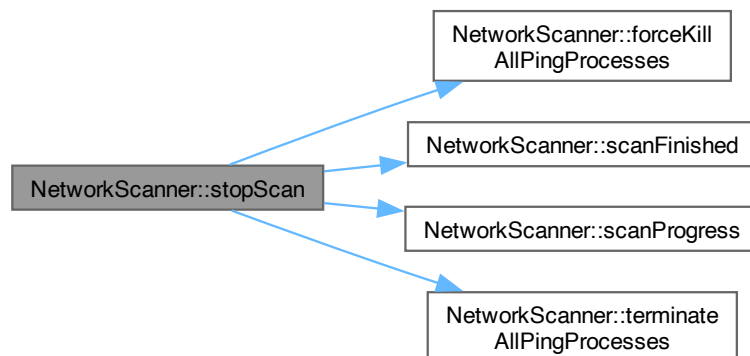 NetworkScanner::forceKill
AllPingProcesses
NetworkScanner::scanFinished
NetworkScanner::stopScan
NetworkScanner::scanProgress
NetworkScanner::terminate
AllPingProcesses